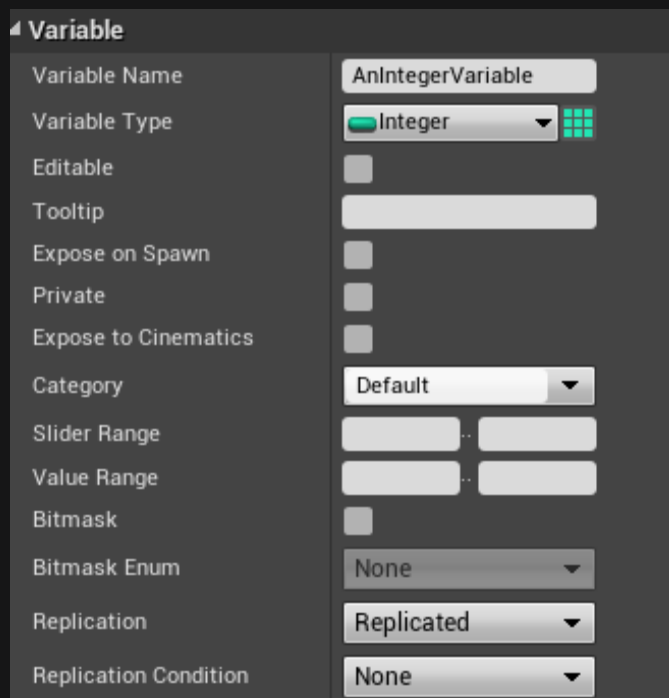 Variable
Variable Name AnIntegerVariable
Variable Type Integer
Editable
Tooltip
Expose on Spawn
Private
Expose to Cinematics
Category Default
Slider Range ..
Value Range ..
Bitmask
Bitmask Enum None
Replication Replicated
Replication Condition None